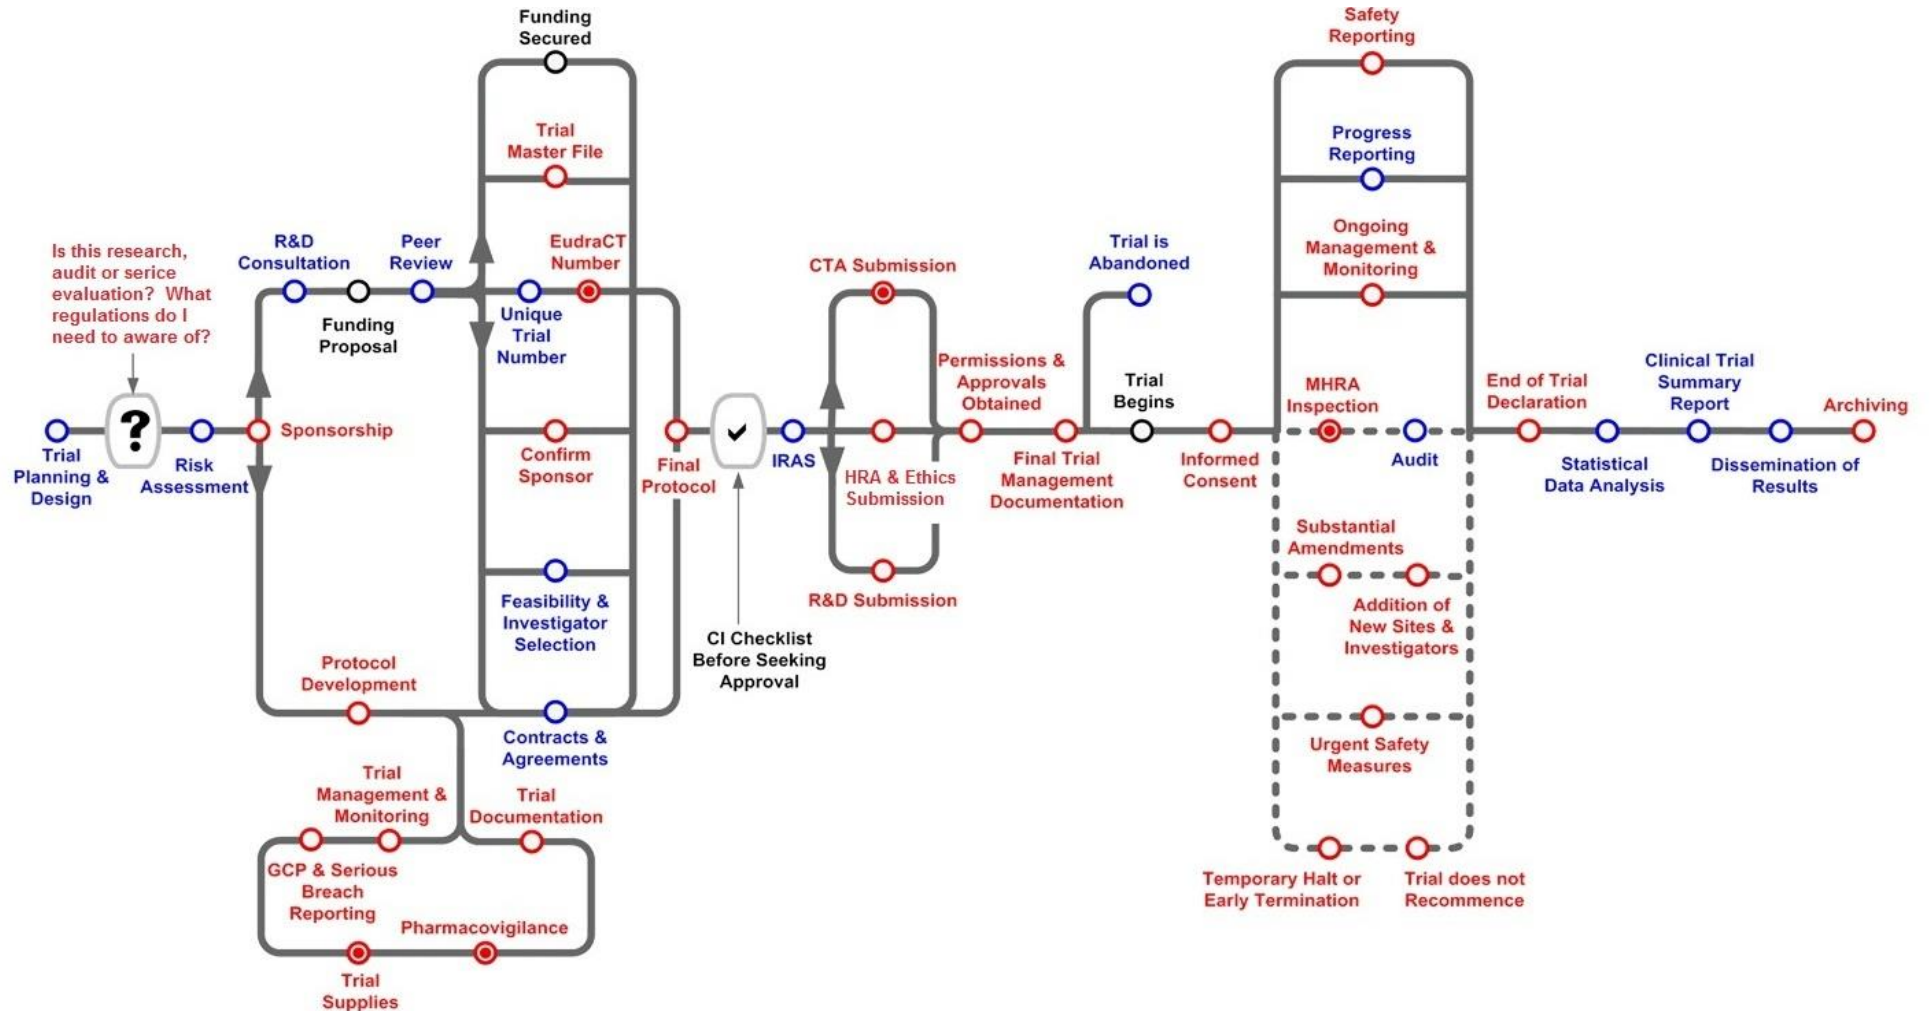 Funding
Secured
Safety
Reporting
Trial
Master File
Progress
Reporting
Is this research,
audit or serice
evaluation? What
regulations do I
need to aware of?
R&D
Consultation
Funding
Proposal
Peer
Review
Unique
Trial
Number
EudraCT
Number
CTA Submission
Trial is
Abandoned
Ongoing
Management &
Monitoring
Trial
Planning &
Design
?
Risk
Assessment
Sponsorship
Confirm
Sponsor
Final
Protocol
IRAS
HRA & Ethics
Submission
Permissions &
Approvals
Obtained
Final Trial
Management
Documentation
Trial
Begins
Informed
Consent
MHRA
Inspection
Audit
End of Trial
Declaration
Statistical
Data Analysis
Clinical Trial
Summary
Report
Dissemination of
Results
Archiving
Feasibility &
Investigator
Selection
R&D Submission
CI Checklist
Before Seeking
Approval
Substantial
Amendments
Addition of
New Sites &
Investigators
Protocol
Development
Contracts &
Agreements
Urgent Safety
Measures
Trial
Management &
Monitoring
Trial
Documentation
GCP & Serious
Breach
Reporting
Pharmacovigilance
Trial
Supplies
Temporary Halt or
Early Termination
Trial does not
Recommence